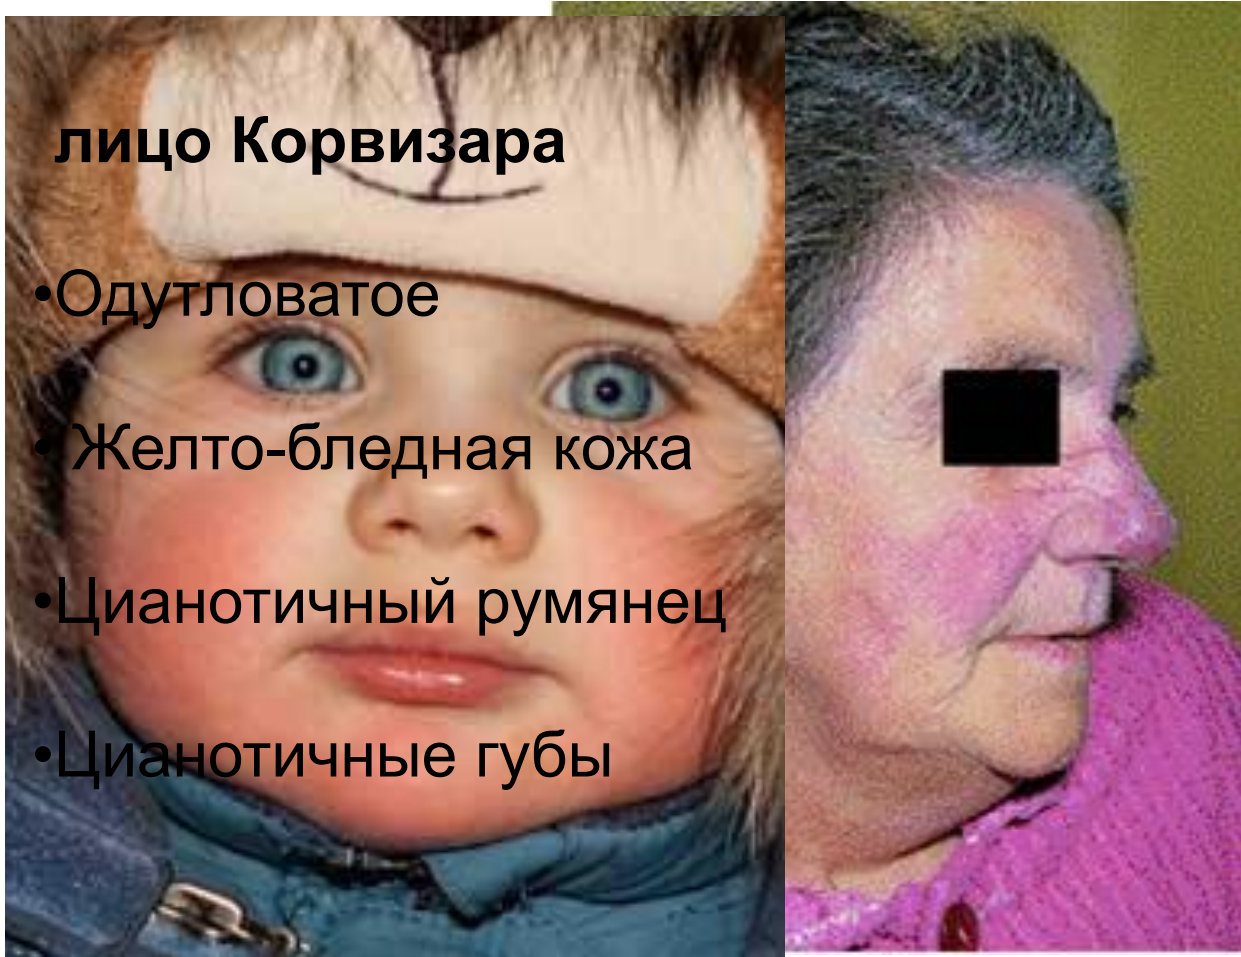 лицо Корвизара
•Одутловатое
• Желто-бледная кожа
•Цианотичный румянец
•Цианотичные губы